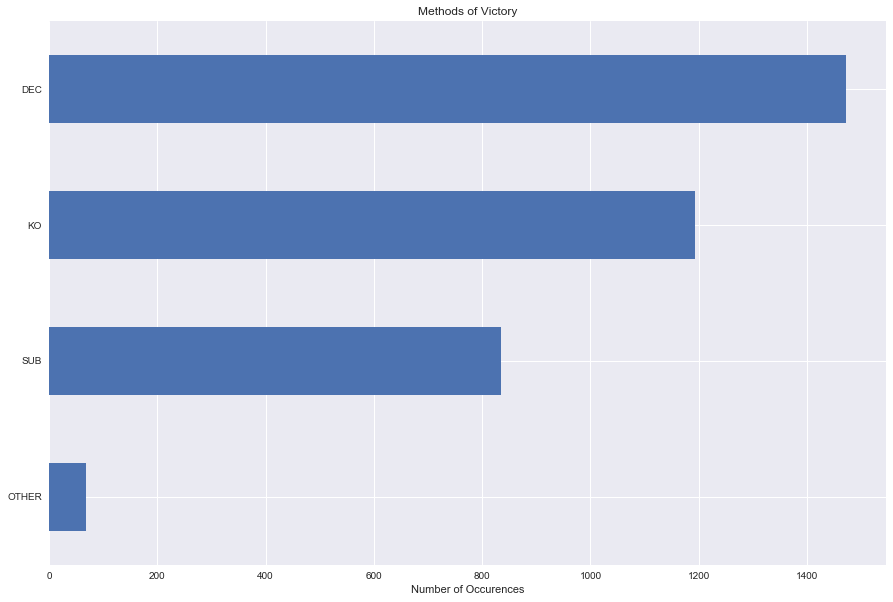 Methods of Victory
DEC
KO
SUB
OTHER
0 200 400 600 800 1000 1200 1400
Number of Occurences